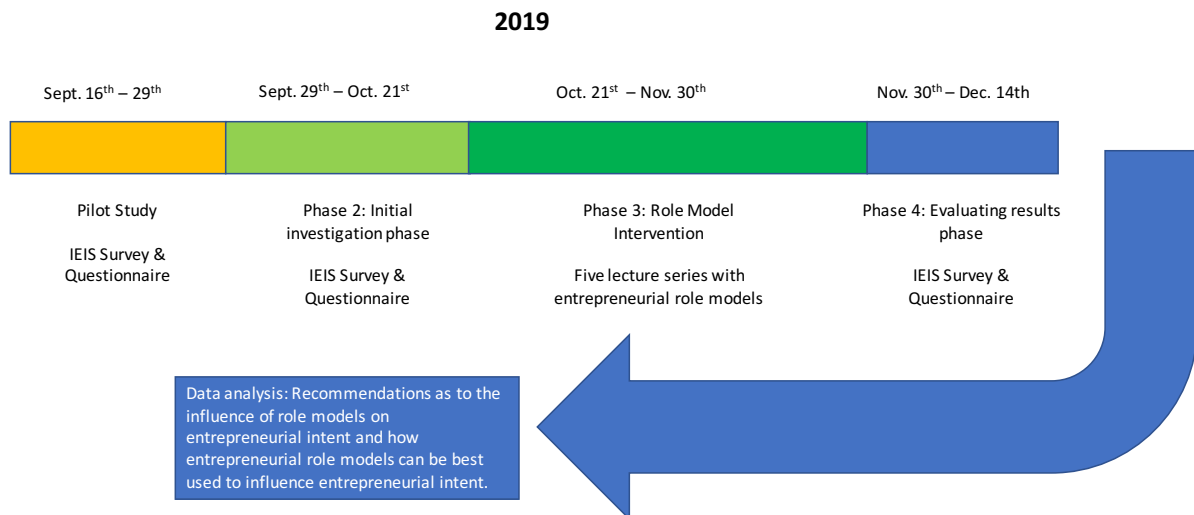 2019
Sept. 16th – 29th
Sept. 29th – Oct. 21st
Oct. 21st – Nov. 30th
Nov. 30th – Dec. 14th
Pilot Study
IEIS Survey &
Questionnaire
Phase 2: Initial
investigation phase
IEIS Survey &
Questionnaire
Phase 3: Role Model
Intervention
Five lecture series with
entrepreneurial role models
Phase 4: Evaluating results
phase
IEIS Survey &
Questionnaire
Data analysis: Recommendations as to the
influence of role models on
entrepreneurial intent and how
entrepreneurial role models can be best
used to influence entrepreneurial intent.